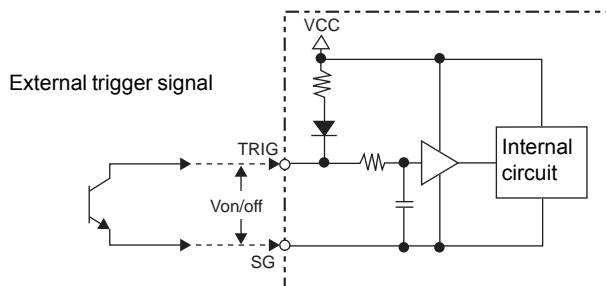 VCC
External trigger signal
TRIG
Von/off
SG
Internal
circuit